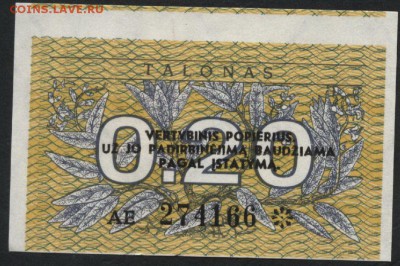 COINS.LAVE.RU
TALONAS
0.20
VERTYBINIS POPIERIUS
UŽ JO PADIRBINĖJIMĄ BAUDŽIAMA
PAGAL ĮSTATYMĄ
AE 274166